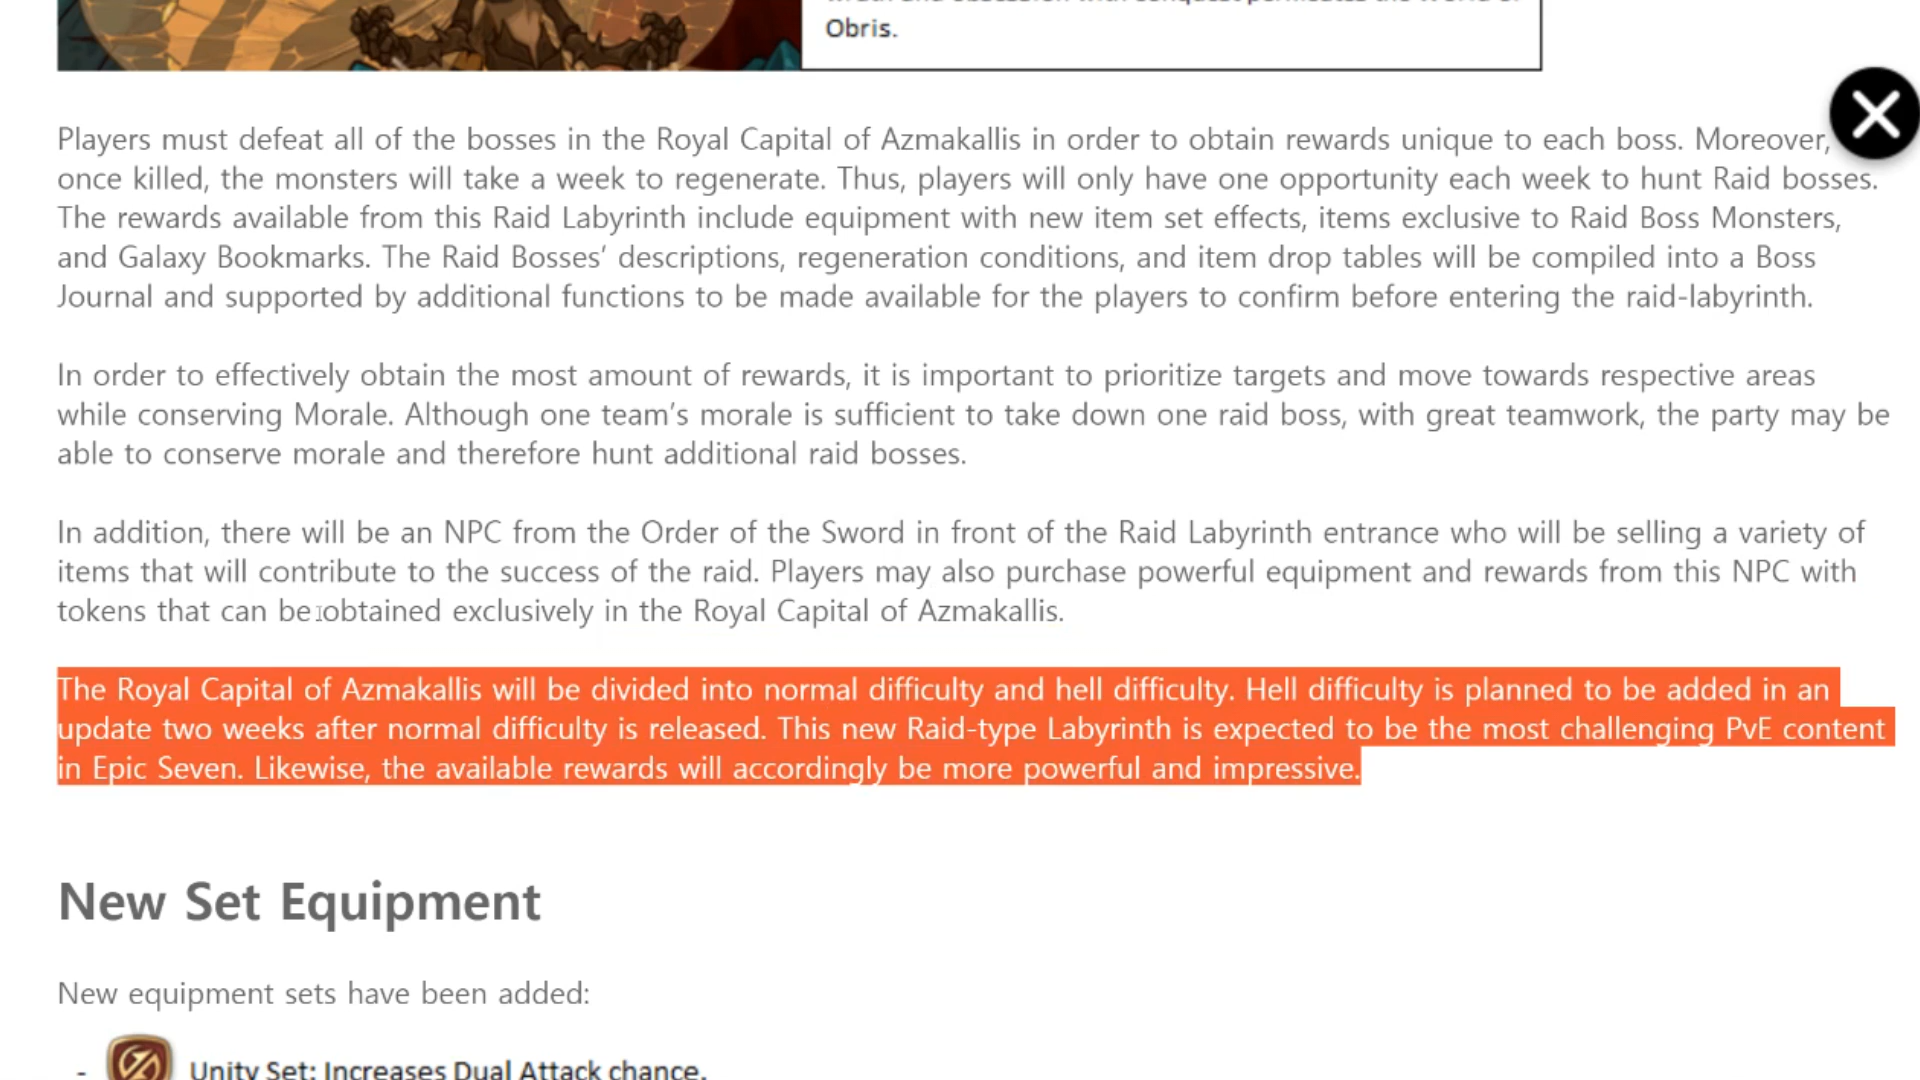 Obris.
Players must defeat all of the bosses in the Royal Capital of Azmakallis in order to obtain rewards unique to each boss. Moreover,
once killed, the monsters will take a week to regenerate. Thus, players will only have one opportunity each week to hunt Raid bosses.
The rewards available from this Raid Labyrinth include equipment with new item set effects, items exclusive to Raid Boss Monsters,
and Galaxy Bookmarks. The Raid Bosses’ descriptions, regeneration conditions, and item drop tables will be compiled into a Boss
Journal and supported by additional functions to be made available for the players to confirm before entering the raid-labyrinth.
In order to effectively obtain the most amount of rewards, it is important to prioritize targets and move towards respective areas
while conserving Morale. Although one team’s morale is sufficient to take down one raid boss, with great teamwork, the party may be
able to conserve morale and therefore hunt additional raid bosses.
In addition, there will be an NPC from the Order of the Sword in front of the Raid Labyrinth entrance who will be selling a variety of
items that will contribute to the success of the raid. Players may also purchase powerful equipment and rewards from this NPC with
tokens that can be obtained exclusively in the Royal Capital of Azmakallis.
The Royal Capital of Azmakallis will be divided into normal difficulty and hell difficulty. Hell difficulty is planned to be added in an
update two weeks after normal difficulty is released. This new Raid-type Labyrinth is expected to be the most challenging PvE content
in Epic Seven. Likewise, the available rewards will accordingly be more powerful and impressive.
New Set Equipment
New equipment sets have been added:
- Unity Set: Increases Dual Attack chance.